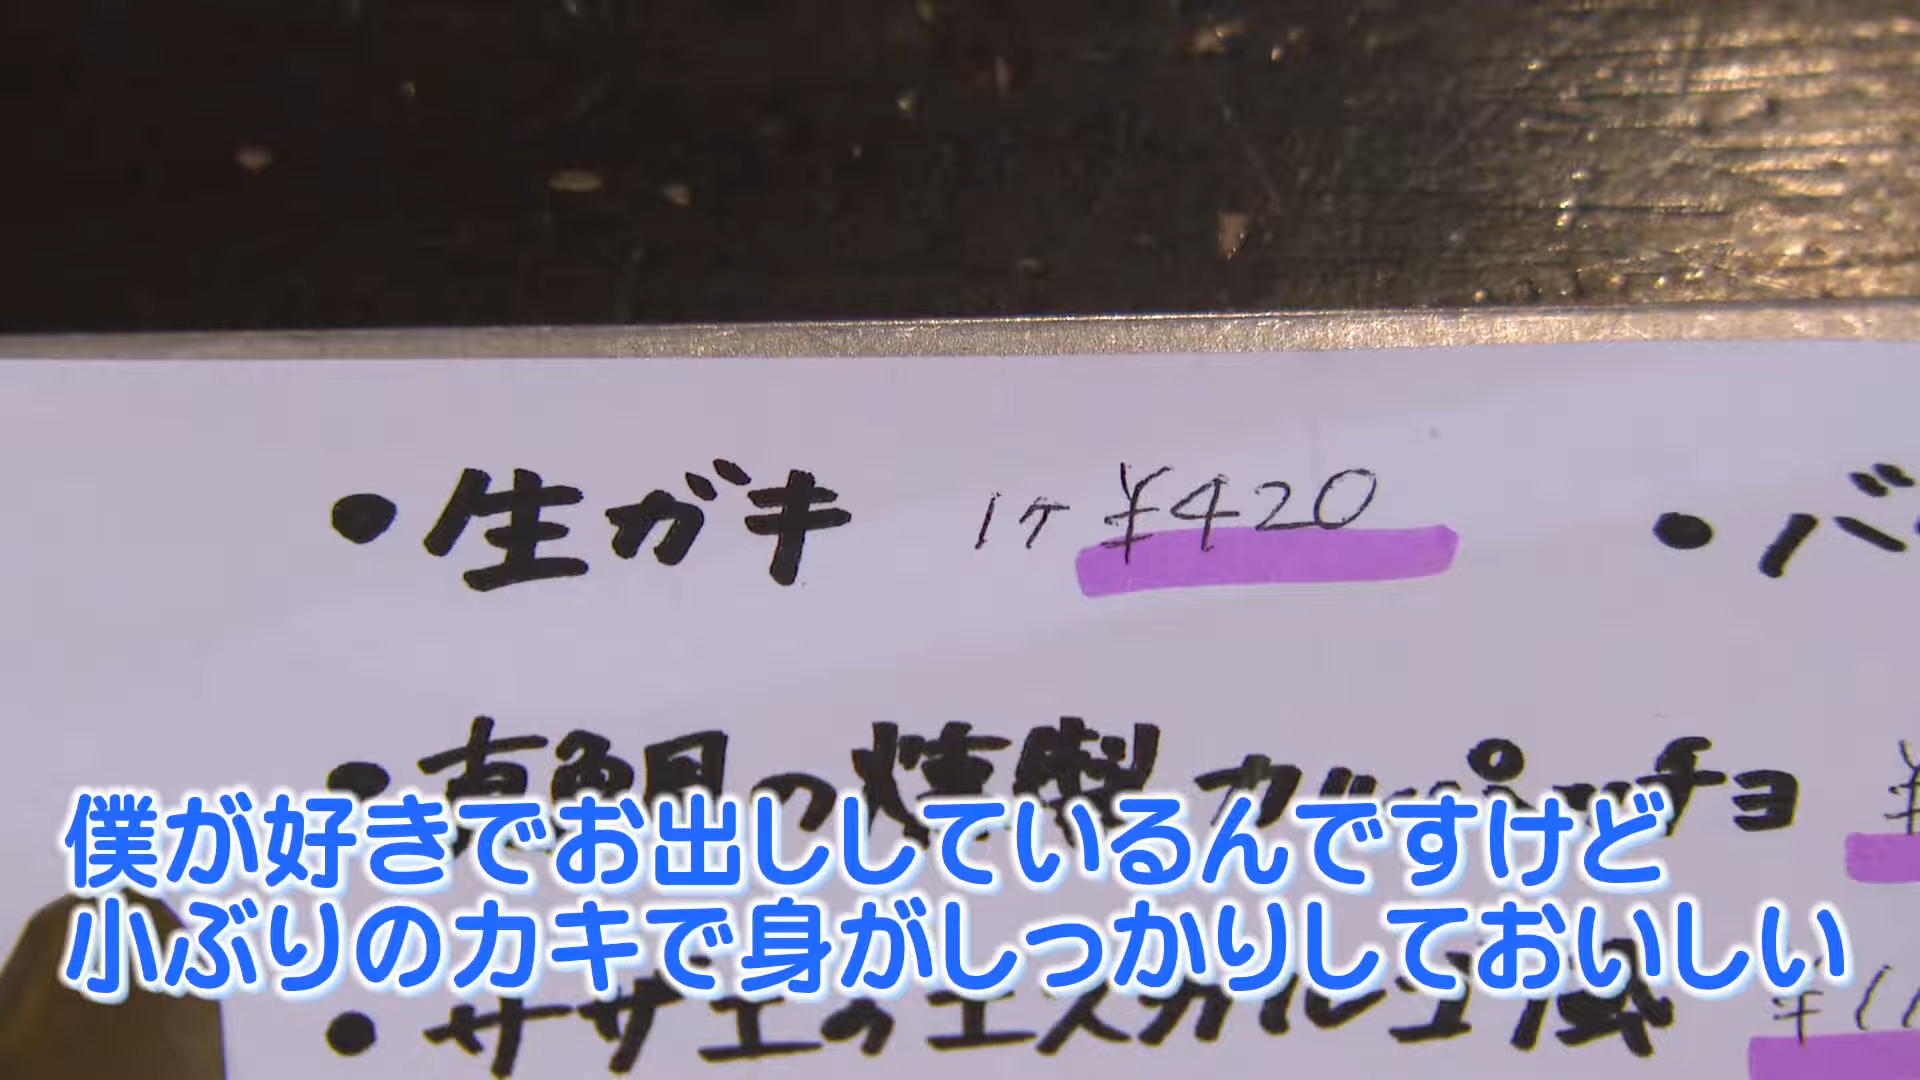 ・生ガキ 1ヶ ¥420
・バ
・真鯛の燻製カルパッチョ ¥
僕が好きでお出ししているんですけど
小ぶりのカキで身がしっかりしておいしい
・サザエのエスカルゴ風 ¥11